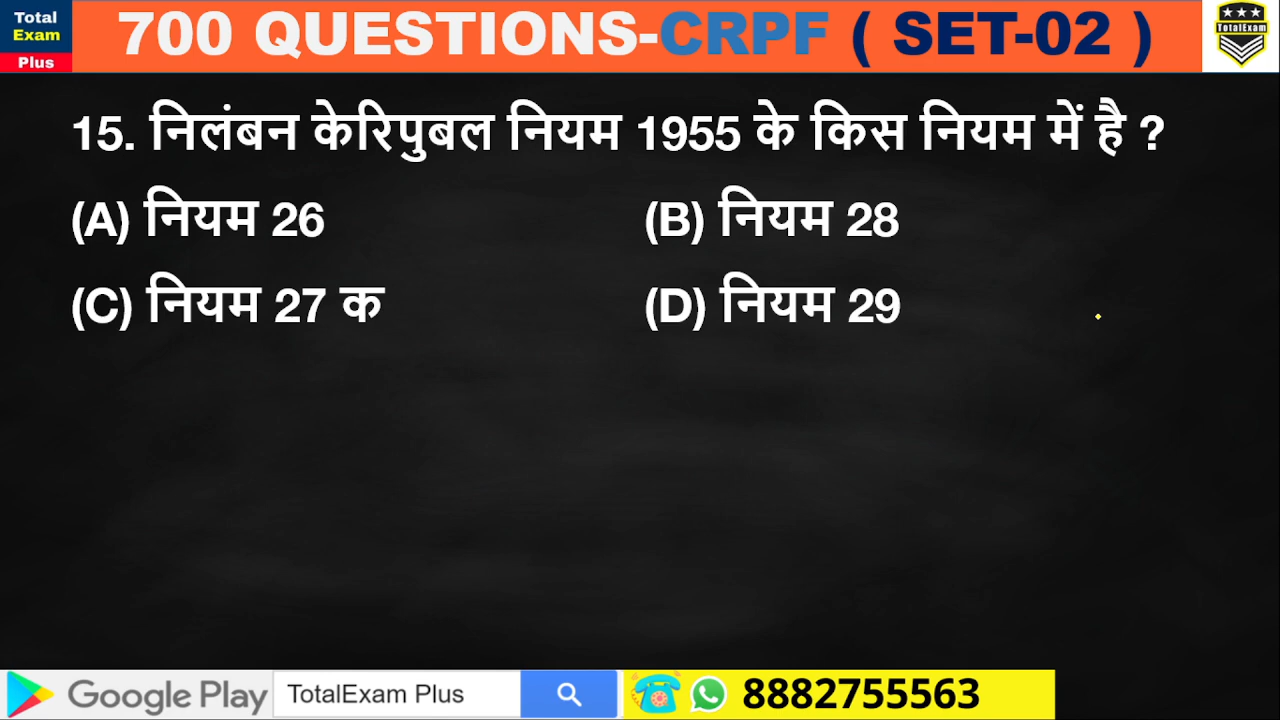 Total
Exam
Plus
700 QUESTIONS-CRPF ( SET-02 )
TotalExam
15. निलंबन केरिपुबल नियम 1955 के किस नियम में है ?
(A) नियम 26 (B) नियम 28
(C) नियम 27 क (D) नियम 29
Google Play TotalExam Plus 8882755563